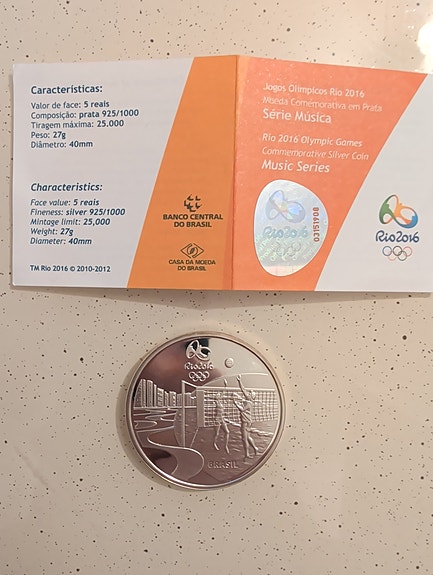 Características:
Valor de face: 5 reais
Composição: prata 925/1000
Tiragem máxima: 25.000
Peso: 27g
Diâmetro: 40mm
Characteristics:
Face value: 5 reais
Fineness: silver 925/1000
Mintage limit: 25,000
Weight: 27g
Diameter: 40mm
TM Rio 2016 © 2010-2012
BANCO CENTRAL
DO BRASIL
CASA DA MOEDA
DO BRASIL
Jogos Olímpicos Rio 2016
Moeda Comemorativa em Prata
Série Música
Rio 2016 Olympic Games
Commemorative Silver Coin
Music Series
Rio2016
03151908
Rio2016
Rio2016
BRASIL